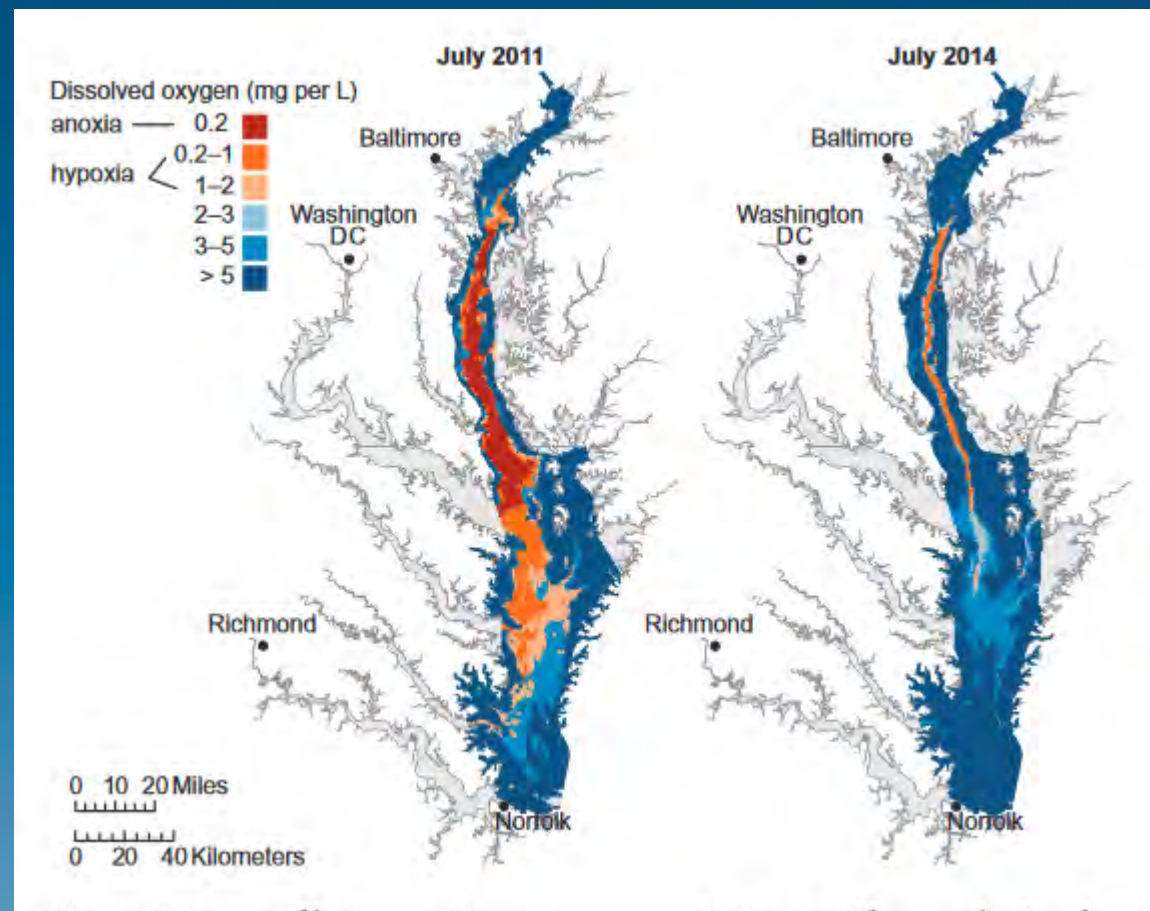 July 2011
July 2014
Dissolved oxygen (mg per L)
anoxia 0.2
hypoxia 0.2–1
1–2
2–3
3–5
> 5
Baltimore
Washington
DC
Richmond
Norfolk
Baltimore
Washington
DC
Richmond
Norfolk
0 10 20 Miles
0 20 40 Kilometers